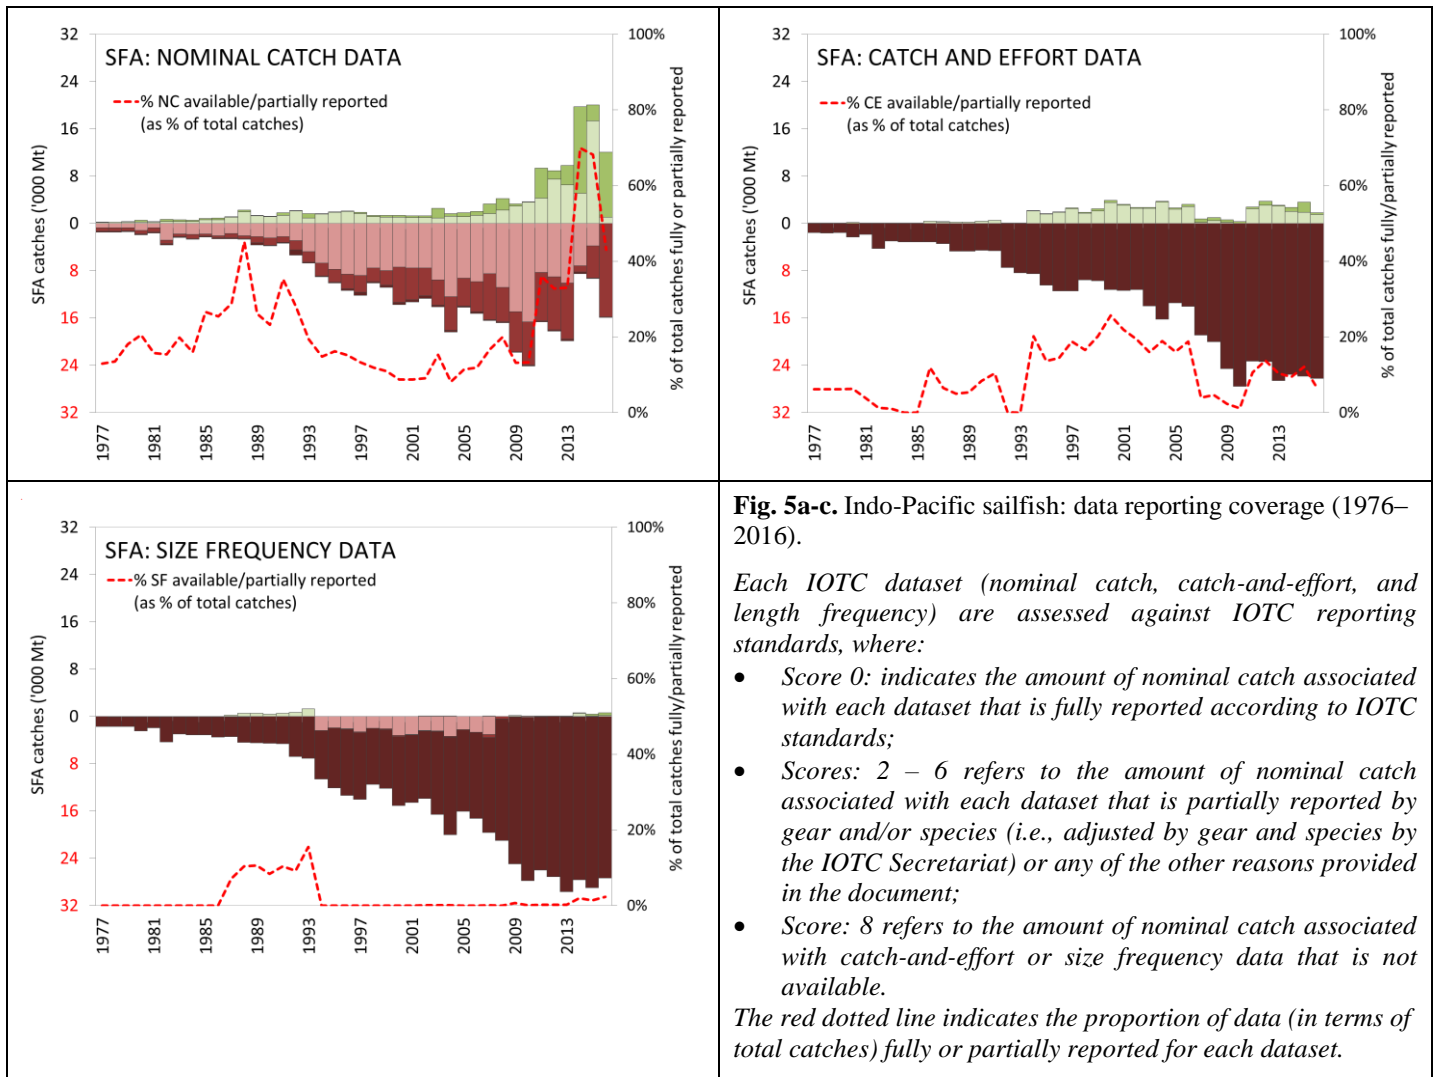 SFA: NOMINAL CATCH DATA
% NC available/partially reported
(as % of total catches)
SFA catches ('000 Mt)
32
24
16
8
0
8
16
24
32
100%
80%
60%
40%
20%
0%
% of total catches fully or partially reported
1977
1981
1985
1989
1993
1997
2001
2005
2009
2013
SFA: CATCH AND EFFORT DATA
% CE available/partially reported
(as % of total catches)
SFA catches ('000 Mt)
32
24
16
8
0
8
16
24
32
100%
80%
60%
40%
20%
0%
% of total catches fully/partially reported
1977
1981
1985
1989
1993
1997
2001
2005
2009
2013
SFA: SIZE FREQUENCY DATA
% SF available/partially reported
(as % of total catches)
SFA catches ('000 Mt)
32
24
16
8
0
8
16
24
32
100%
80%
60%
40%
20%
0%
% of total catches fully/partially reported
1977
1981
1985
1989
1993
1997
2001
2005
2009
2013
Fig. 5a-c. Indo-Pacific sailfish: data reporting coverage (1976–
2016).
Each IOTC dataset (nominal catch, catch-and-effort, and
length frequency) are assessed against IOTC reporting
standards, where:
• Score 0: indicates the amount of nominal catch associated
with each dataset that is fully reported according to IOTC
standards;
• Scores: 2 – 6 refers to the amount of nominal catch
associated with each dataset that is partially reported by
gear and/or species (i.e., adjusted by gear and species by
the IOTC Secretariat) or any of the other reasons provided
in the document;
• Score: 8 refers to the amount of nominal catch associated
with catch-and-effort or size frequency data that is not
available.
The red dotted line indicates the proportion of data (in terms of
total catches) fully or partially reported for each dataset.